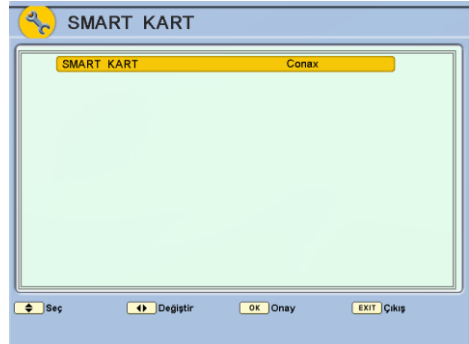 SMART KART
SMART KART Conax
Seç Değiştir OK Onay EXIT Çıkış